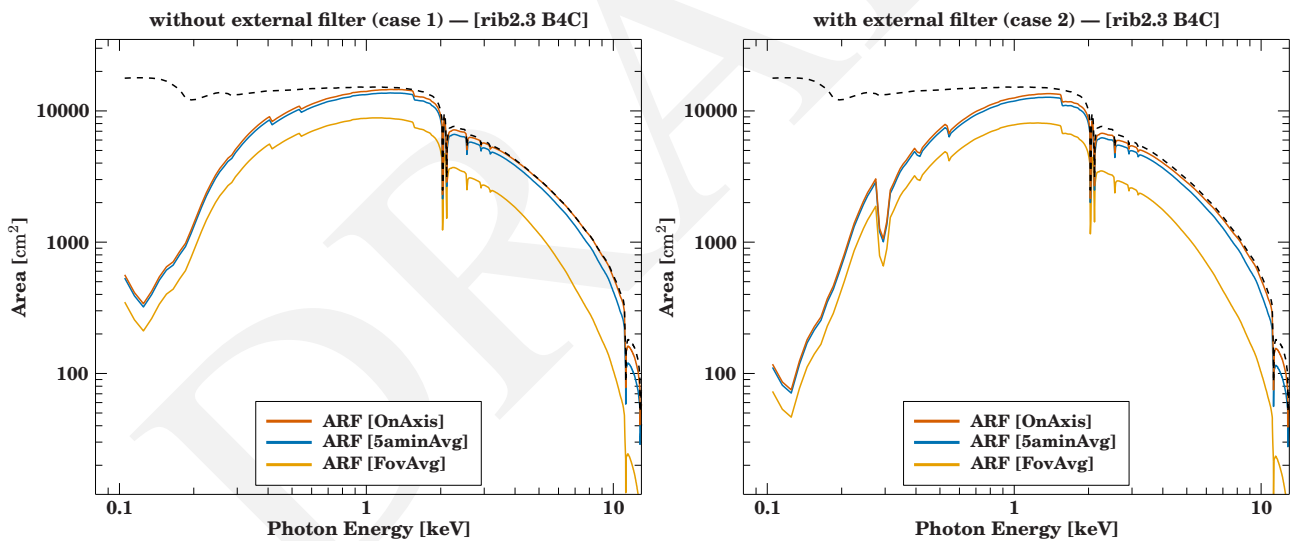 without external filter (case 1) — [rib2.3 B4C]
Area [cm²]
10000
1000
100
ARF [OnAxis]
ARF [5aminAvg]
ARF [FovAvg]
0.1
1
10
Photon Energy [keV]
with external filter (case 2) — [rib2.3 B4C]
Area [cm²]
10000
1000
100
ARF [OnAxis]
ARF [5aminAvg]
ARF [FovAvg]
0.1
1
10
Photon Energy [keV]
DRA